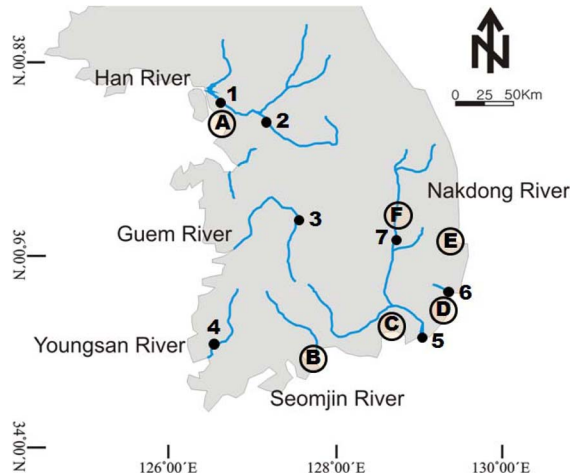 38°00'N
Han River
1
A
2
N
0 25 50Km
Nakdong River
F
3
7
E
Guem River
36°00'N
6
D
4
C
5
Youngsan River
B
Seomjin River
34°00'N
126°00'E 128°00'E 130°00'E